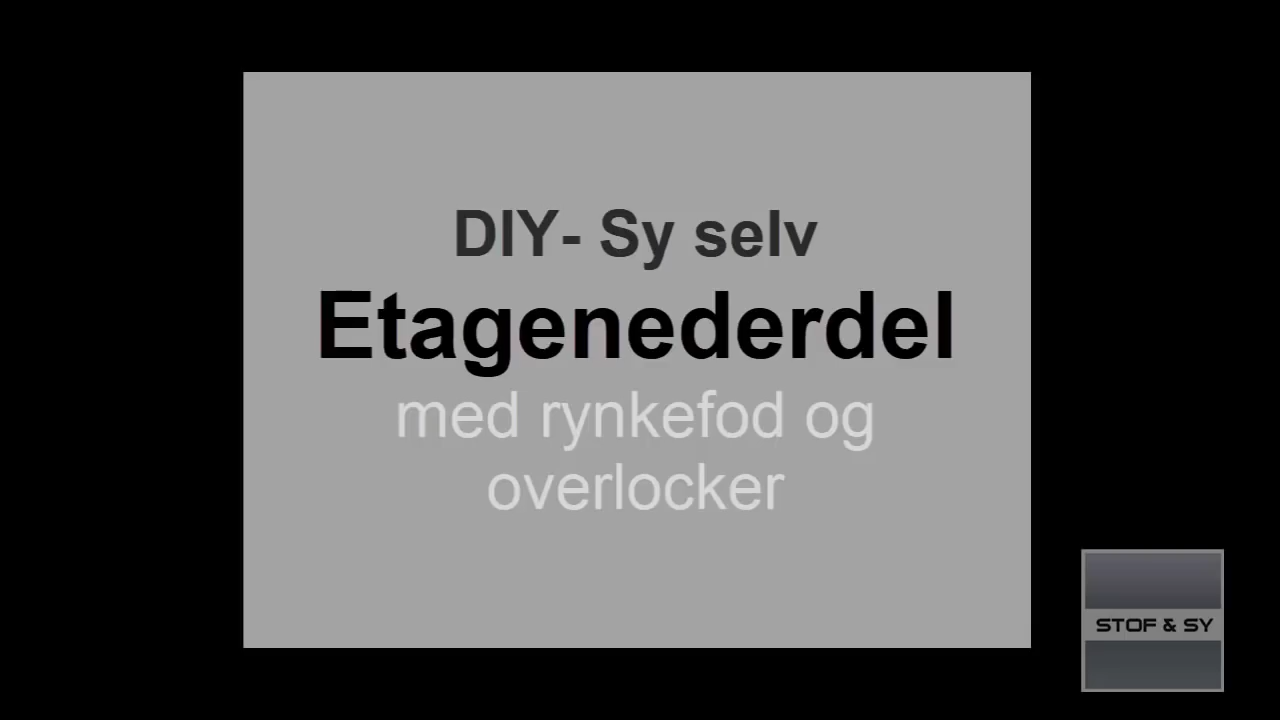 DIY- Sy selv
Etagenederdel
med rynkefod og
overlocker
STOF & SY